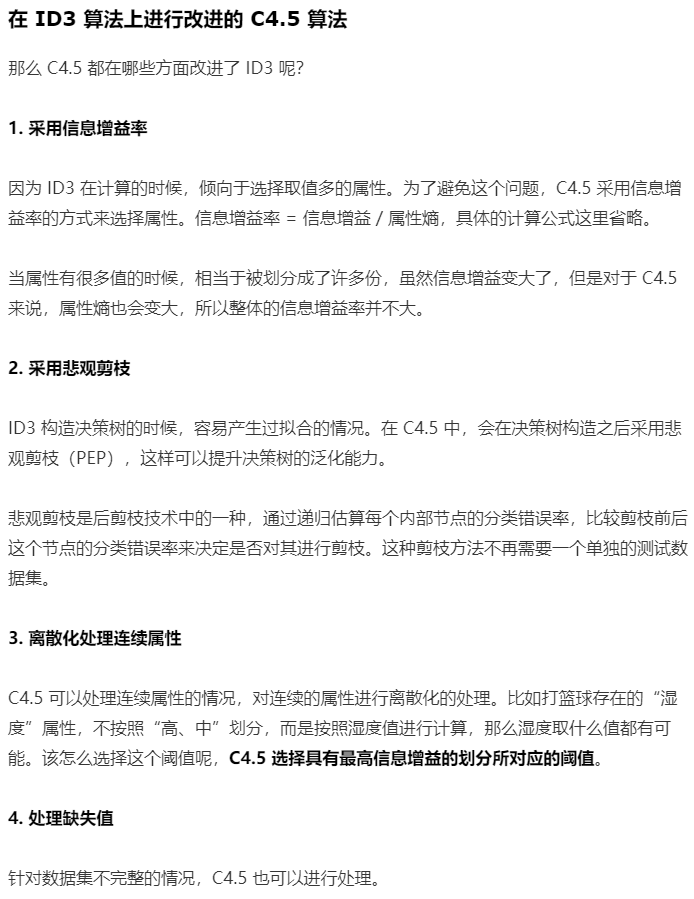 在 ID3 算法上进行改进的 C4.5 算法
那么 C4.5 都在哪些方面改进了 ID3 呢？
1. 采用信息增益率
因为 ID3 在计算的时候，倾向于选择取值多的属性。为了避免这个问题，C4.5 采用信息增
益率的方式来选择属性。信息增益率 = 信息增益 / 属性熵，具体的计算公式这里省略。
当属性有很多值的时候，相当于被划分成了许多份，虽然信息增益变大了，但是对于 C4.5
来说，属性熵也会变大，所以整体的信息增益率并不大。
2. 采用悲观剪枝
ID3 构造决策树的时候，容易产生过拟合的情况。在 C4.5 中，会在决策树构造之后采用悲
观剪枝（PEP），这样可以提升决策树的泛化能力。
悲观剪枝是后剪枝技术中的一种，通过递归估算每个内部节点的分类错误率，比较剪枝前后
这个节点的分类错误率来决定是否对其进行剪枝。这种剪枝方法不再需要一个单独的测试数
据集。
3. 离散化处理连续属性
C4.5 可以处理连续属性的情况，对连续的属性进行离散化的处理。比如打篮球存在的“湿
度”属性，不按照“高、中”划分，而是按照湿度值进行计算，那么湿度取什么值都有可
能。该怎么选择这个阈值呢，C4.5 选择具有最高信息增益的划分所对应的阈值。
4. 处理缺失值
针对数据集不完整的情况，C4.5 也可以进行处理。